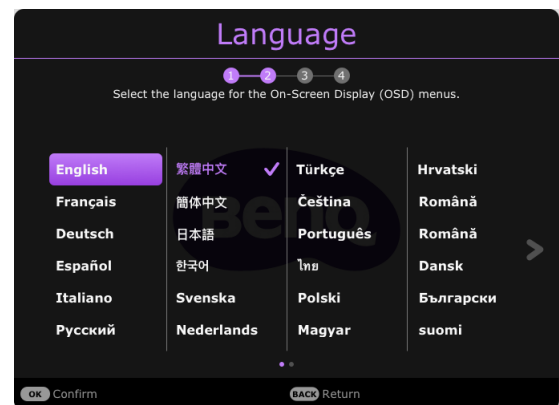 Language
1 2 3 4
Select the language for the On-Screen Display (OSD) menus.
English 繁體中文 Türkçe Hrvatski
Français 簡体中文 Čeština Română
Deutsch 日本語 Português Română
Español 한국어 ไทย Dansk
Italiano Svenska Polski Български
Русский Nederlands Magyar suomi
BenQ
OK Confirm BACK Return